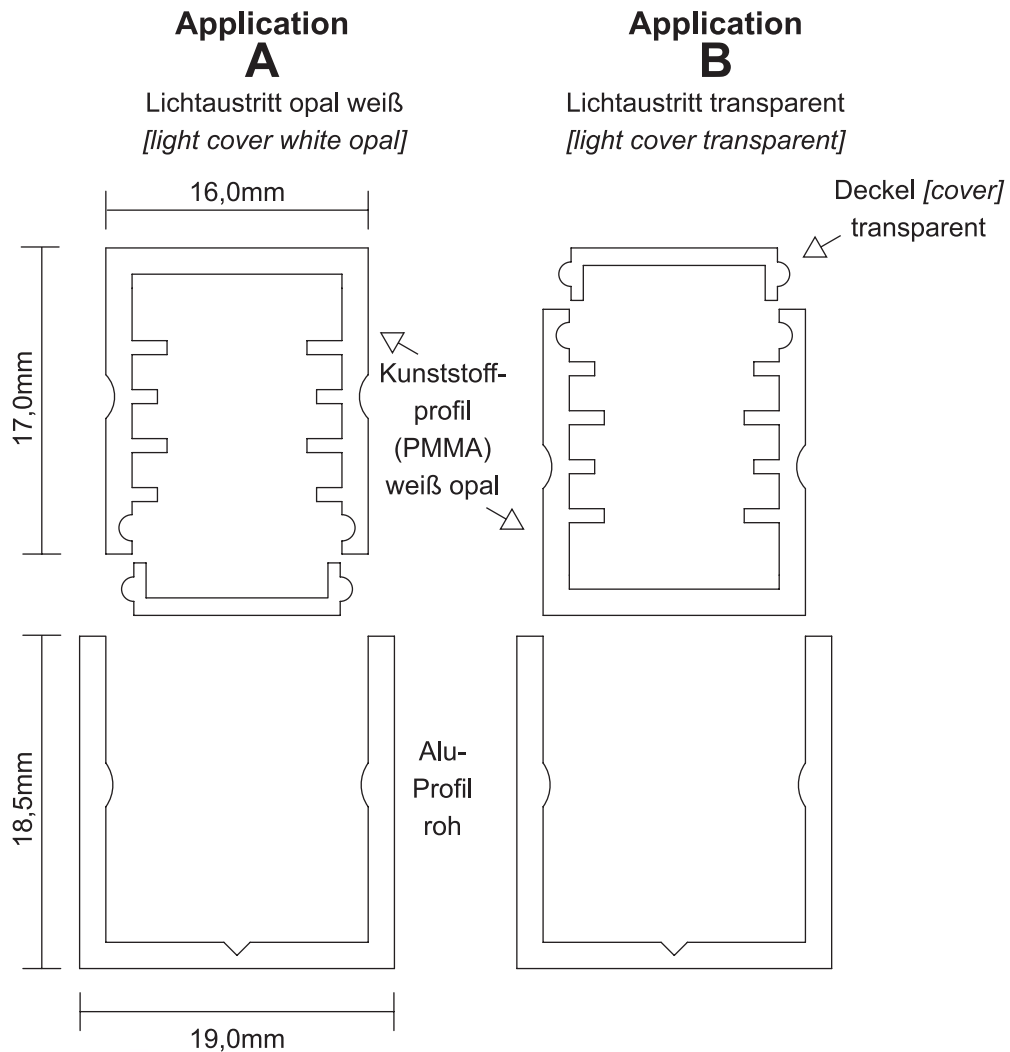 Application
A
Lichtaustritt opal weiß
[light cover white opal]
Application
B
Lichtaustritt transparent
[light cover transparent]
16,0mm
Deckel [cover]
transparent
17,0mm
Kunststoff-
profil
(PMMA)
weiß opal
18,5mm
Alu-
Profil
roh
19,0mm